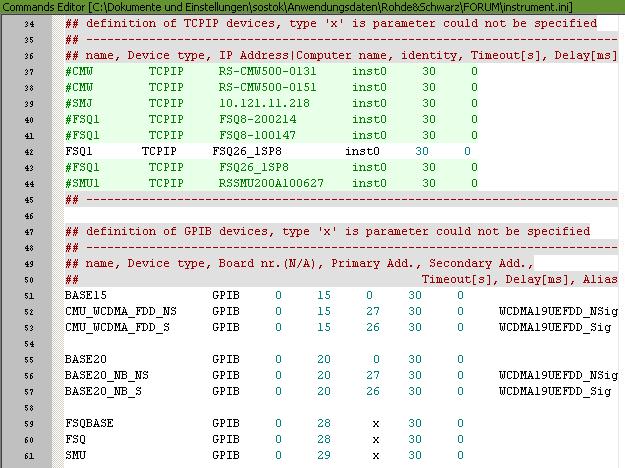 Commands Editor [C:\Dokumente und Einstellungen\sostok\Anwendungsdaten\Rohde&Schwarz\FORUM\instrument.ini]
34 ## definition of TCPIP devices, type 'x' is parameter could not be specified
35 ## ---------------------------------------------------------------------
36 ## name, Device type, IP Address|Computer name, identity, Timeout[s], Delay[ms]
37 #CMW TCPIP RS-CMW500-0131 inst0 30 0
38 #CMW TCPIP RS-CMW500-0151 inst0 30 0
39 #SMJ TCPIP 10.121.11.218 inst0 30 0
40 #FSQ1 TCPIP FSQ8-200214 inst0 30 0
41 #FSQ1 TCPIP FSQ8-100147 inst0 30 0
42 FSQ1 TCPIP FSQ26_1SP8 inst0 30 0
43 #FSQ1 TCPIP FSQ26_1SP8 inst0 30 0
44 #SMU1 TCPIP RSSMU200A100627 inst0 30 0
45 ## ---------------------------------------------------------------------
46
47 ## definition of GPIB devices, type 'x' is parameter could not be specified
48 ## ---------------------------------------------------------------------
49 ## name, Device type, Board nr.(N/A), Primary Add., Secondary Add.,
50 ## Timeout[s], Delay[ms], Alias
51 BASE15 GPIB 0 15 0 30 0
52 CMU_WCDMA_FDD_NS GPIB 0 15 27 30 0 WCDMA19UEFDD_NSig
53 CMU_WCDMA_FDD_S GPIB 0 15 26 30 0 WCDMA19UEFDD_Sig
54
55 BASE20 GPIB 0 20 0 30 0
56 BASE20_NB_NS GPIB 0 20 27 30 0 WCDMA19UEFDD_NSig
57 BASE20_NB_S GPIB 0 20 26 30 0 WCDMA19UEFDD_Sig
58
59 FSQBASE GPIB 0 28 x 30 0
60 FSQ GPIB 0 28 x 30 0
61 SMU GPIB 0 29 x 30 0